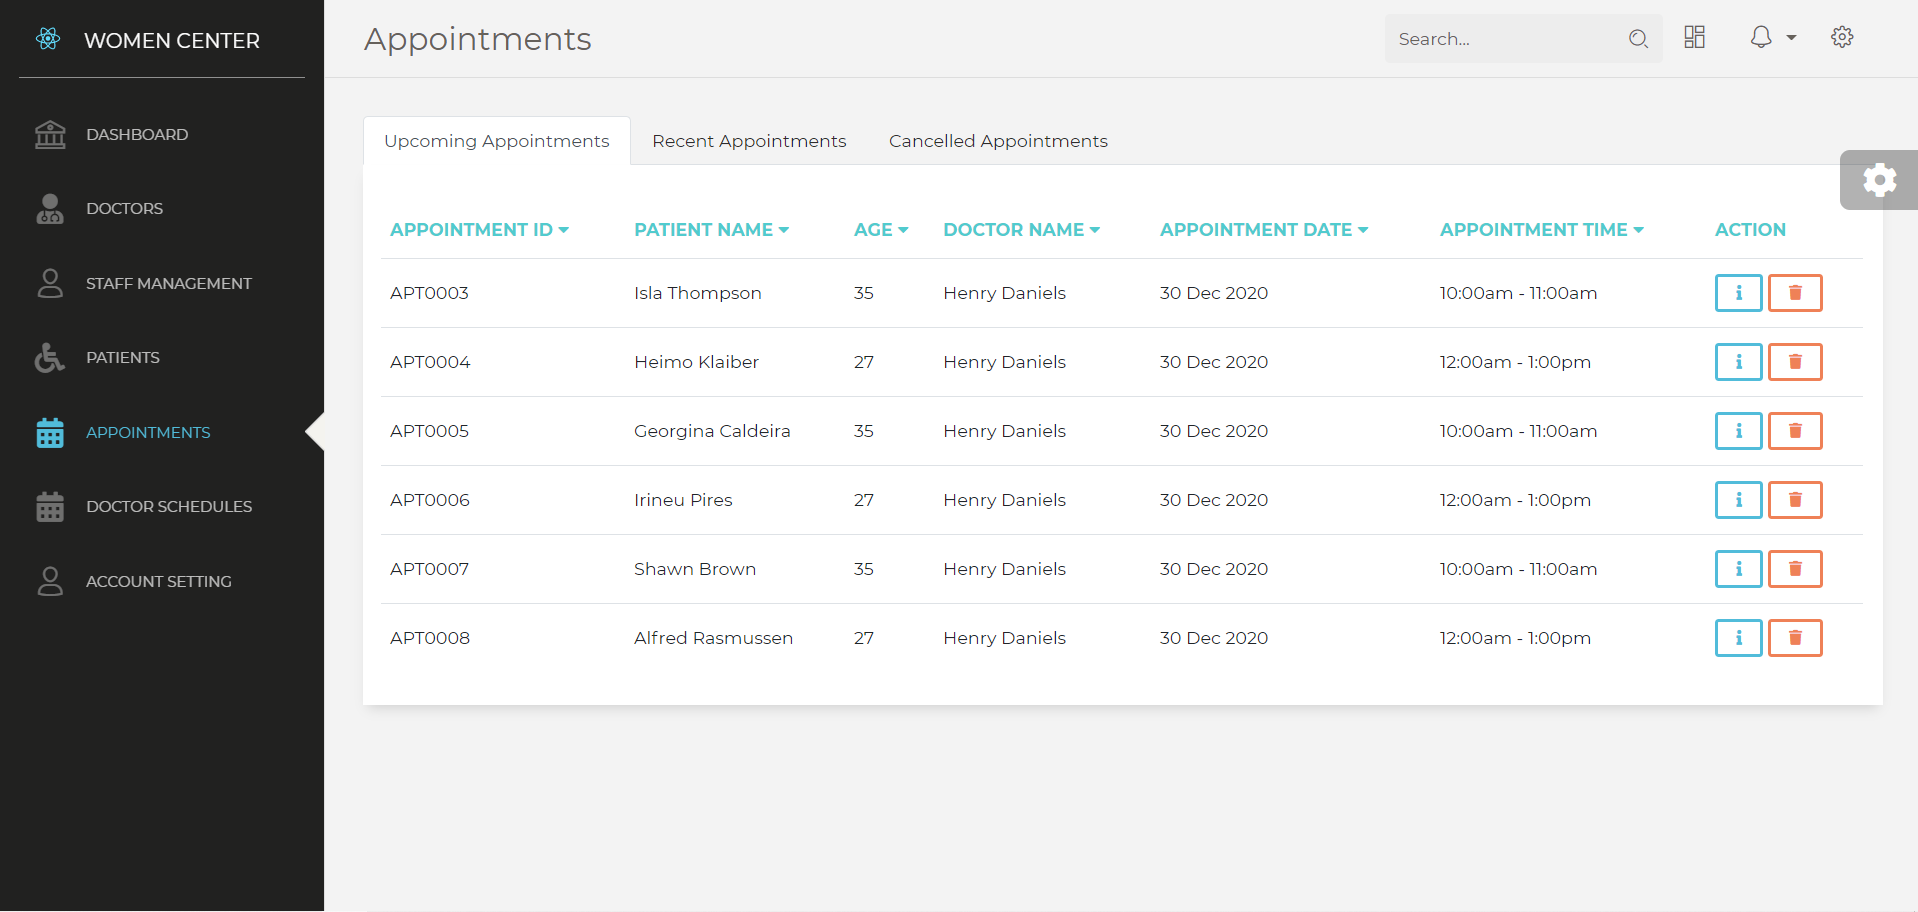 WOMEN CENTER
DASHBOARD
DOCTORS
STAFF MANAGEMENT
PATIENTS
APPOINTMENTS
DOCTOR SCHEDULES
ACCOUNT SETTING
Appointments
Search...
Upcoming Appointments Recent Appointments Cancelled Appointments
APPOINTMENT ID PATIENT NAME AGE DOCTOR NAME APPOINTMENT DATE APPOINTMENT TIME ACTION
APT0003 Isla Thompson 35 Henry Daniels 30 Dec 2020 10:00am - 11:00am
APT0004 Heimo Klaiber 27 Henry Daniels 30 Dec 2020 12:00am - 1:00pm
APT0005 Georgina Caldeira 35 Henry Daniels 30 Dec 2020 10:00am - 11:00am
APT0006 Irineu Pires 27 Henry Daniels 30 Dec 2020 12:00am - 1:00pm
APT0007 Shawn Brown 35 Henry Daniels 30 Dec 2020 10:00am - 11:00am
APT0008 Alfred Rasmussen 27 Henry Daniels 30 Dec 2020 12:00am - 1:00pm